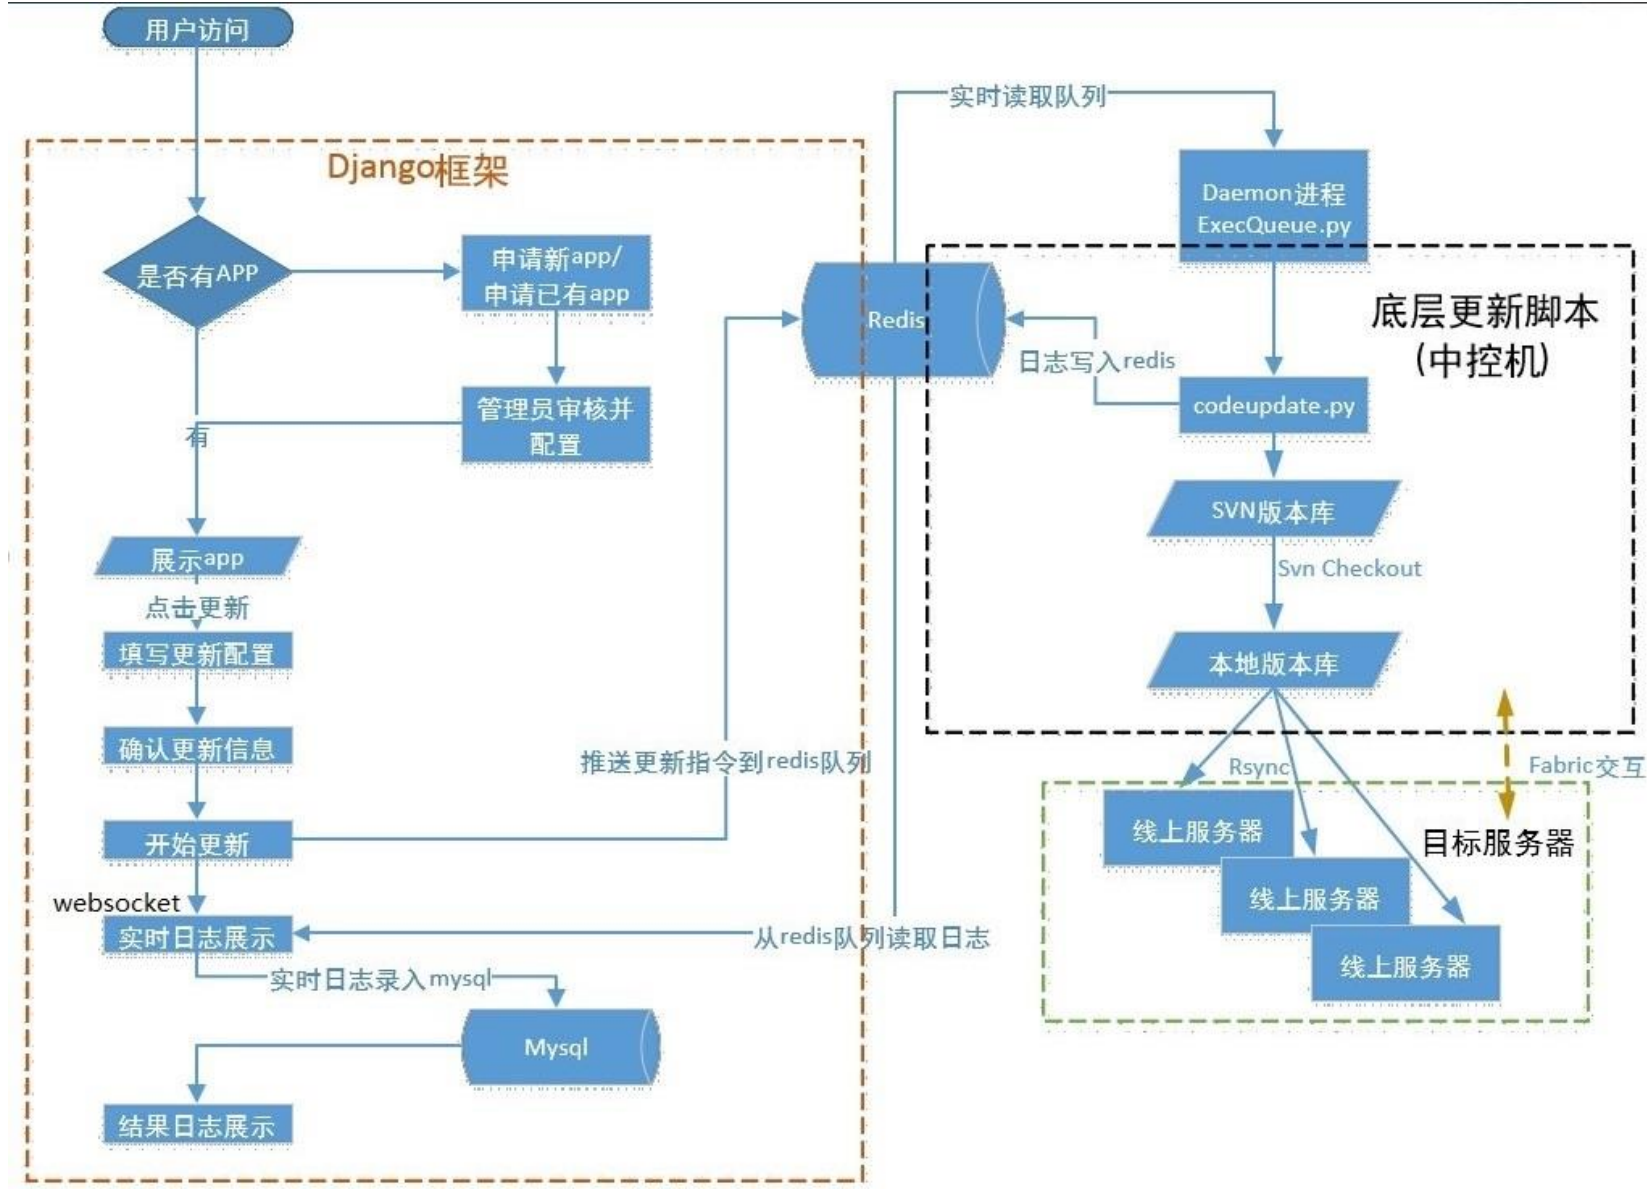 用户访问
Django框架
是否有APP
申请新app/
申请已有app
管理员审核并
配置
有
展示app
点击更新
填写更新配置
确认更新信息
开始更新
推送更新指令到redis队列
websocket
实时日志展示
从redis队列读取日志
实时日志录入mysql
Mysql
结果日志展示
Redis
实时读取队列
Daemon进程
ExecQueue.py
底层更新脚本
(中控机)
日志写入redis
codeupdate.py
SVN版本库
Svn Checkout
本地版本库
Rsync
Fabric交互
目标服务器
线上服务器
线上服务器
线上服务器